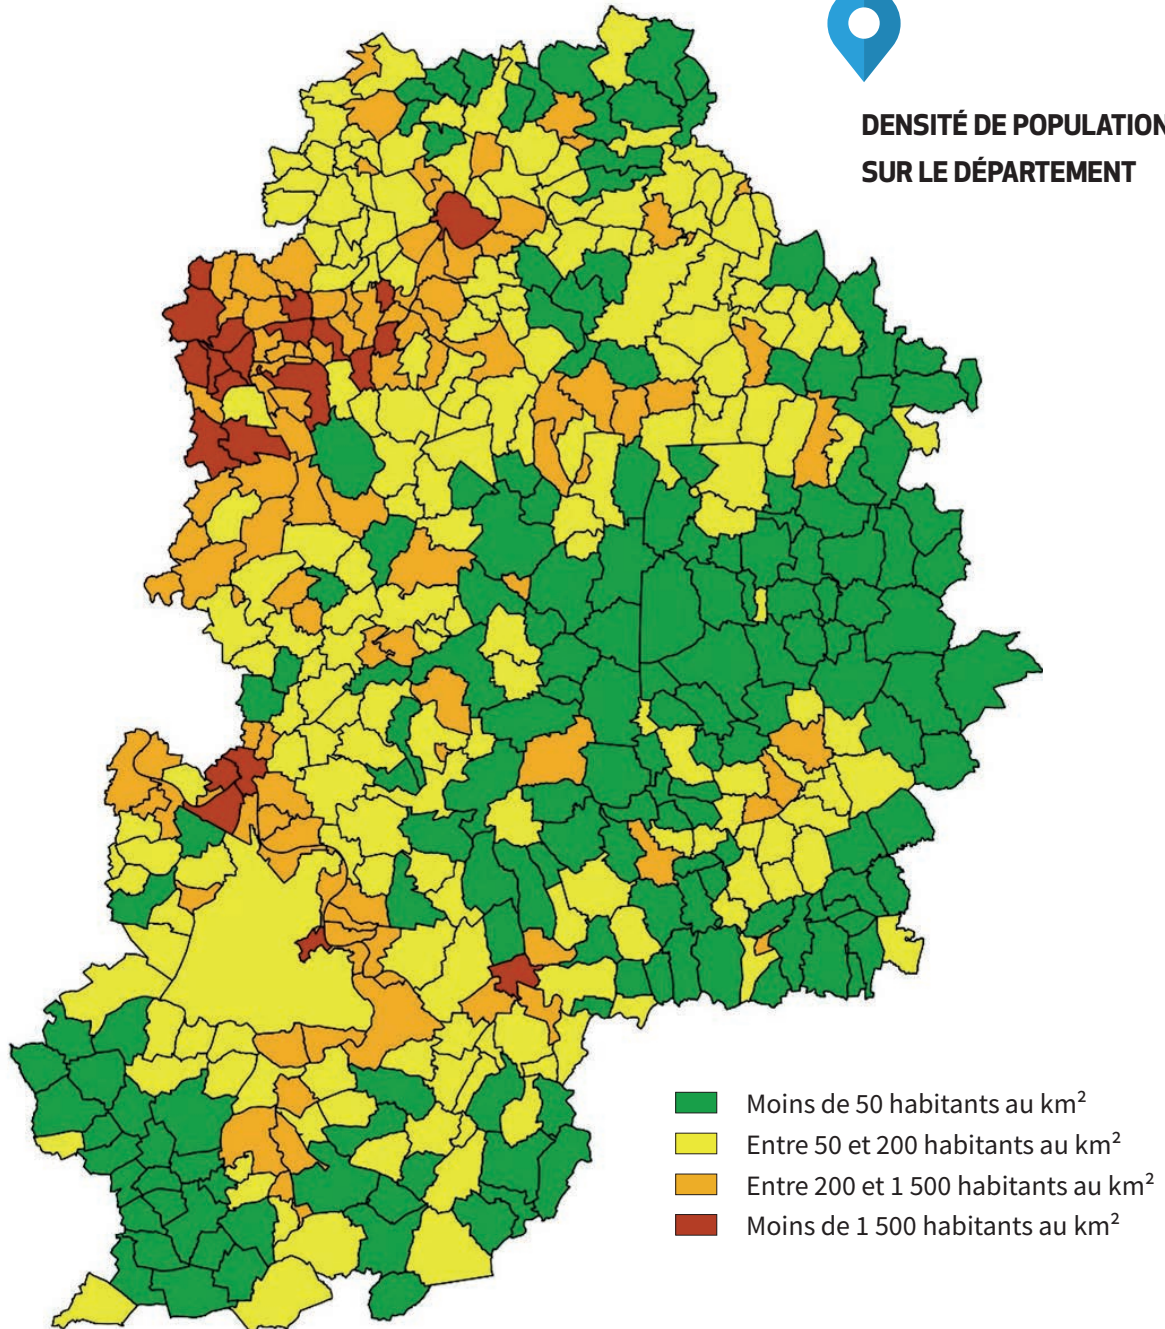 DENSITÉ DE POPULATION
SUR LE DÉPARTEMENT
Moins de 50 habitants au km²
Entre 50 et 200 habitants au km²
Entre 200 et 1 500 habitants au km²
Moins de 1 500 habitants au km²